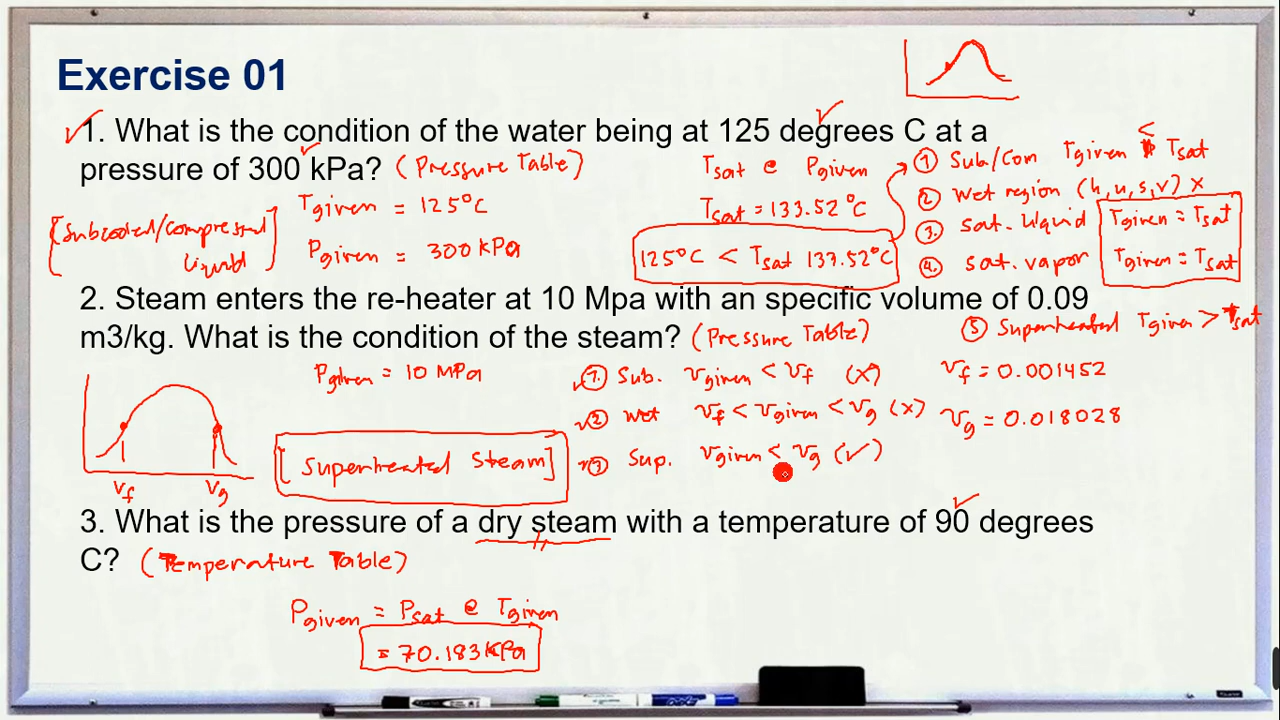 Exercise 01
1. What is the condition of the water being at 125 degrees C at a
pressure of 300 kPa? (Pressure Table)
[Subcooled/compressed
liquid]
Tgiven = 125°C
Pgiven = 300 kPa
Tsat @ Pgiven
Tsat = 133.52°C
125°C < Tsat 133.52°C
① Sub/Com Tgiven < Tsat
② Wet region (h, u, s, v) x
③. Sat. Liquid Tgiven = Tsat
④. Sat. vapor Tgiven = Tsat
⑤ Superheated Tgiven > Tsat
2. Steam enters the re-heater at 10 Mpa with an specific volume of 0.09
m3/kg. What is the condition of the steam? (Pressure Table)
Pgiven = 10 MPa
①. Sub. vgiven < vf (x)
② Wet vf < vgiven < vg (x)
③ Sup. vgiven < vg (✓)
vf = 0.001452
vg = 0.018028
vf vg
[Superheated Steam]
3. What is the pressure of a dry steam with a temperature of 90 degrees
C? (Temperature Table)
Pgiven = Psat @ Tgiven
= 70.183 kPa